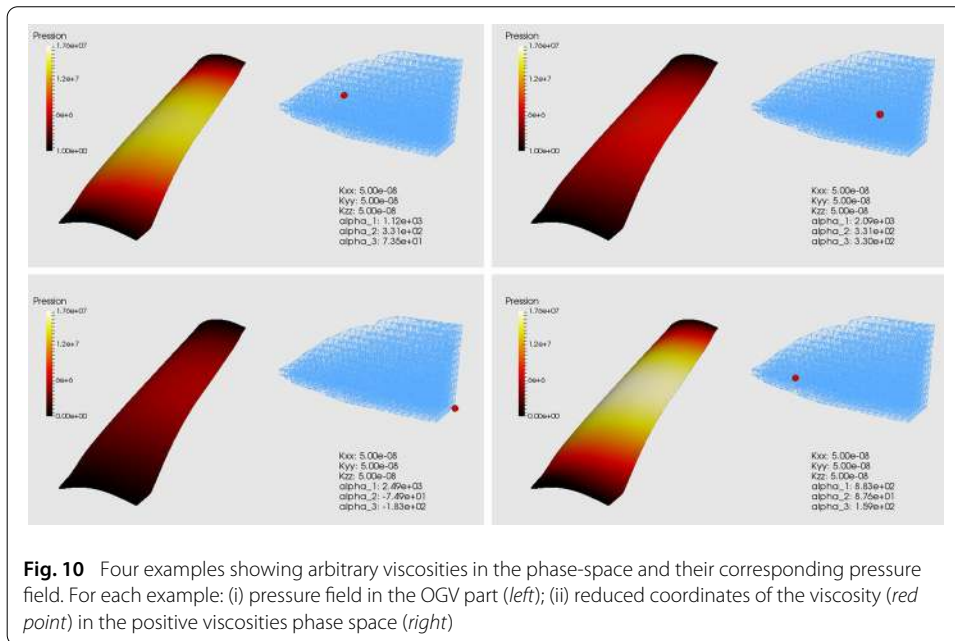 Pression
1.76e+07
1.2e+7
6e+6
1.00e+00
Kxx: 5.00e-08
Kyy: 5.00e-08
Kzz: 5.00e-08
alpha_1: 1.12e+03
alpha_2: 3.31e+02
alpha_3: 7.35e+01
Pression
1.76e+07
1.2e+7
6e+6
1.00e+00
Kxx: 5.00e-08
Kyy: 5.00e-08
Kzz: 5.00e-08
alpha_1: 2.09e+03
alpha_2: 3.31e+02
alpha_3: 3.30e+02
Pression
1.76e+07
1.2e+7
6e+6
0.00e+00
Kxx: 5.00e-08
Kyy: 5.00e-08
Kzz: 5.00e-08
alpha_1: 2.49e+03
alpha_2: -7.49e+01
alpha_3: -1.83e+02
Pression
1.76e+07
1.2e+7
6e+6
0.00e+00
Kxx: 5.00e-08
Kyy: 5.00e-08
Kzz: 5.00e-08
alpha_1: 8.83e+02
alpha_2: 8.76e+01
alpha_3: 1.59e+02
Fig. 10 Four examples showing arbitrary viscosities in the phase-space and their corresponding pressure
field. For each example: (i) pressure field in the OGV part (left); (ii) reduced coordinates of the viscosity (red
point) in the positive viscosities phase space (right)